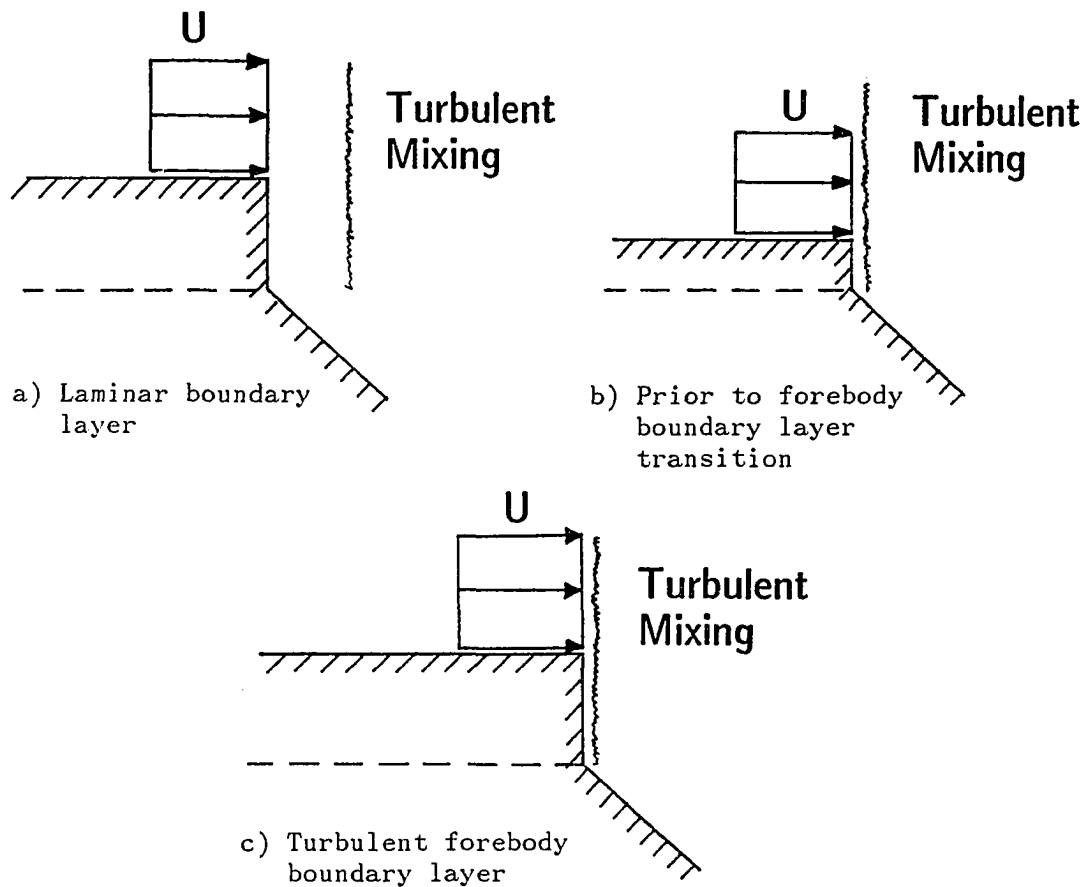 U
Turbulent
Mixing
a) Laminar boundary
layer
U
Turbulent
Mixing
b) Prior to forebody
boundary layer
transition
U
Turbulent
Mixing
c) Turbulent forebody
boundary layer